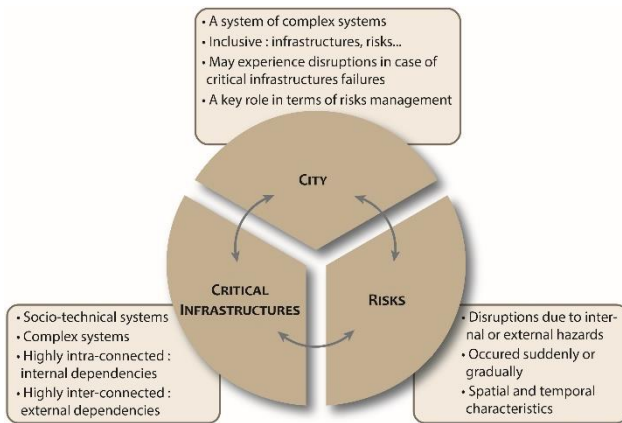 • A system of complex systems
• Inclusive : infrastructures, risks...
• May experience disruptions in case of
critical infrastructures failures
• A key role in terms of risks management
CITY
CRITICAL
INFRASTRUCTURES
RISKS
• Socio-technical systems
• Complex systems
• Highly intra-connected :
internal dependencies
• Highly inter-connected :
external dependencies
• Disruptions due to inter-
nal or external hazards
• Occured suddenly or
gradually
• Spatial and temporal
characteristics